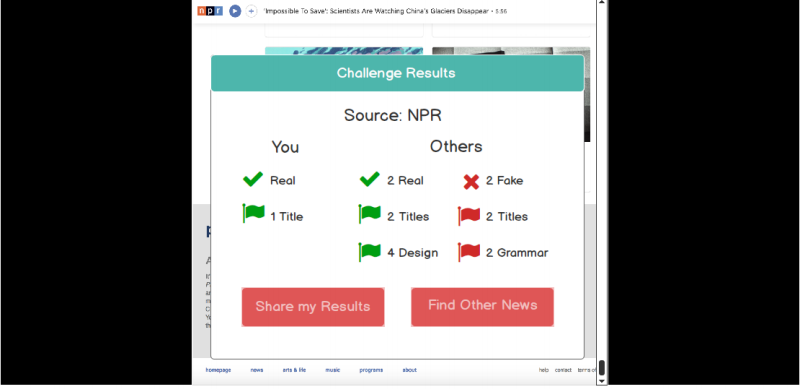 npr 'Impossible To Save': Scientists Are Watching China's Glaciers Disappear • 5:56
Challenge Results
Source: NPR
You Others
Real 2 Real 2 Fake
1 Title 2 Titles 2 Titles
4 Design 2 Grammar
Share my Results Find Other News
homepage news arts & life music programs about help contact terms of